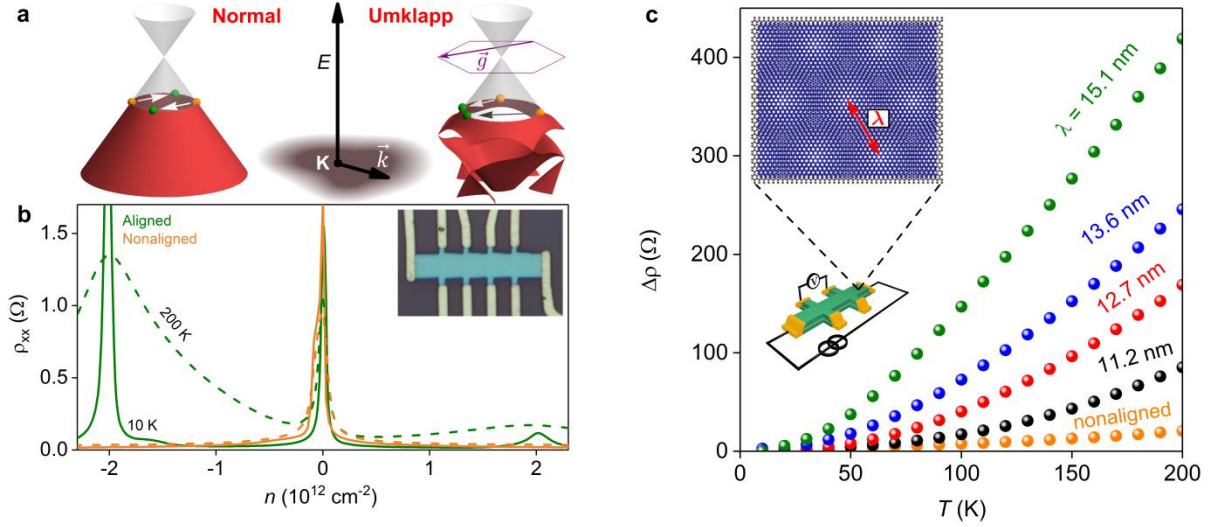 a
Normal
Umklapp
E
g
K
k
b
Aligned
Nonaligned
200 K
10 K
ρxx (Ω)
1.5
1.0
0.5
0.0
-2
-1
0
1
2
n (10¹² cm⁻²)
c
Δρ (Ω)
400
300
200
100
0
λ
V
λ = 15.1 nm
13.6 nm
12.7 nm
11.2 nm
nonaligned
0
50
100
150
200
T (K)